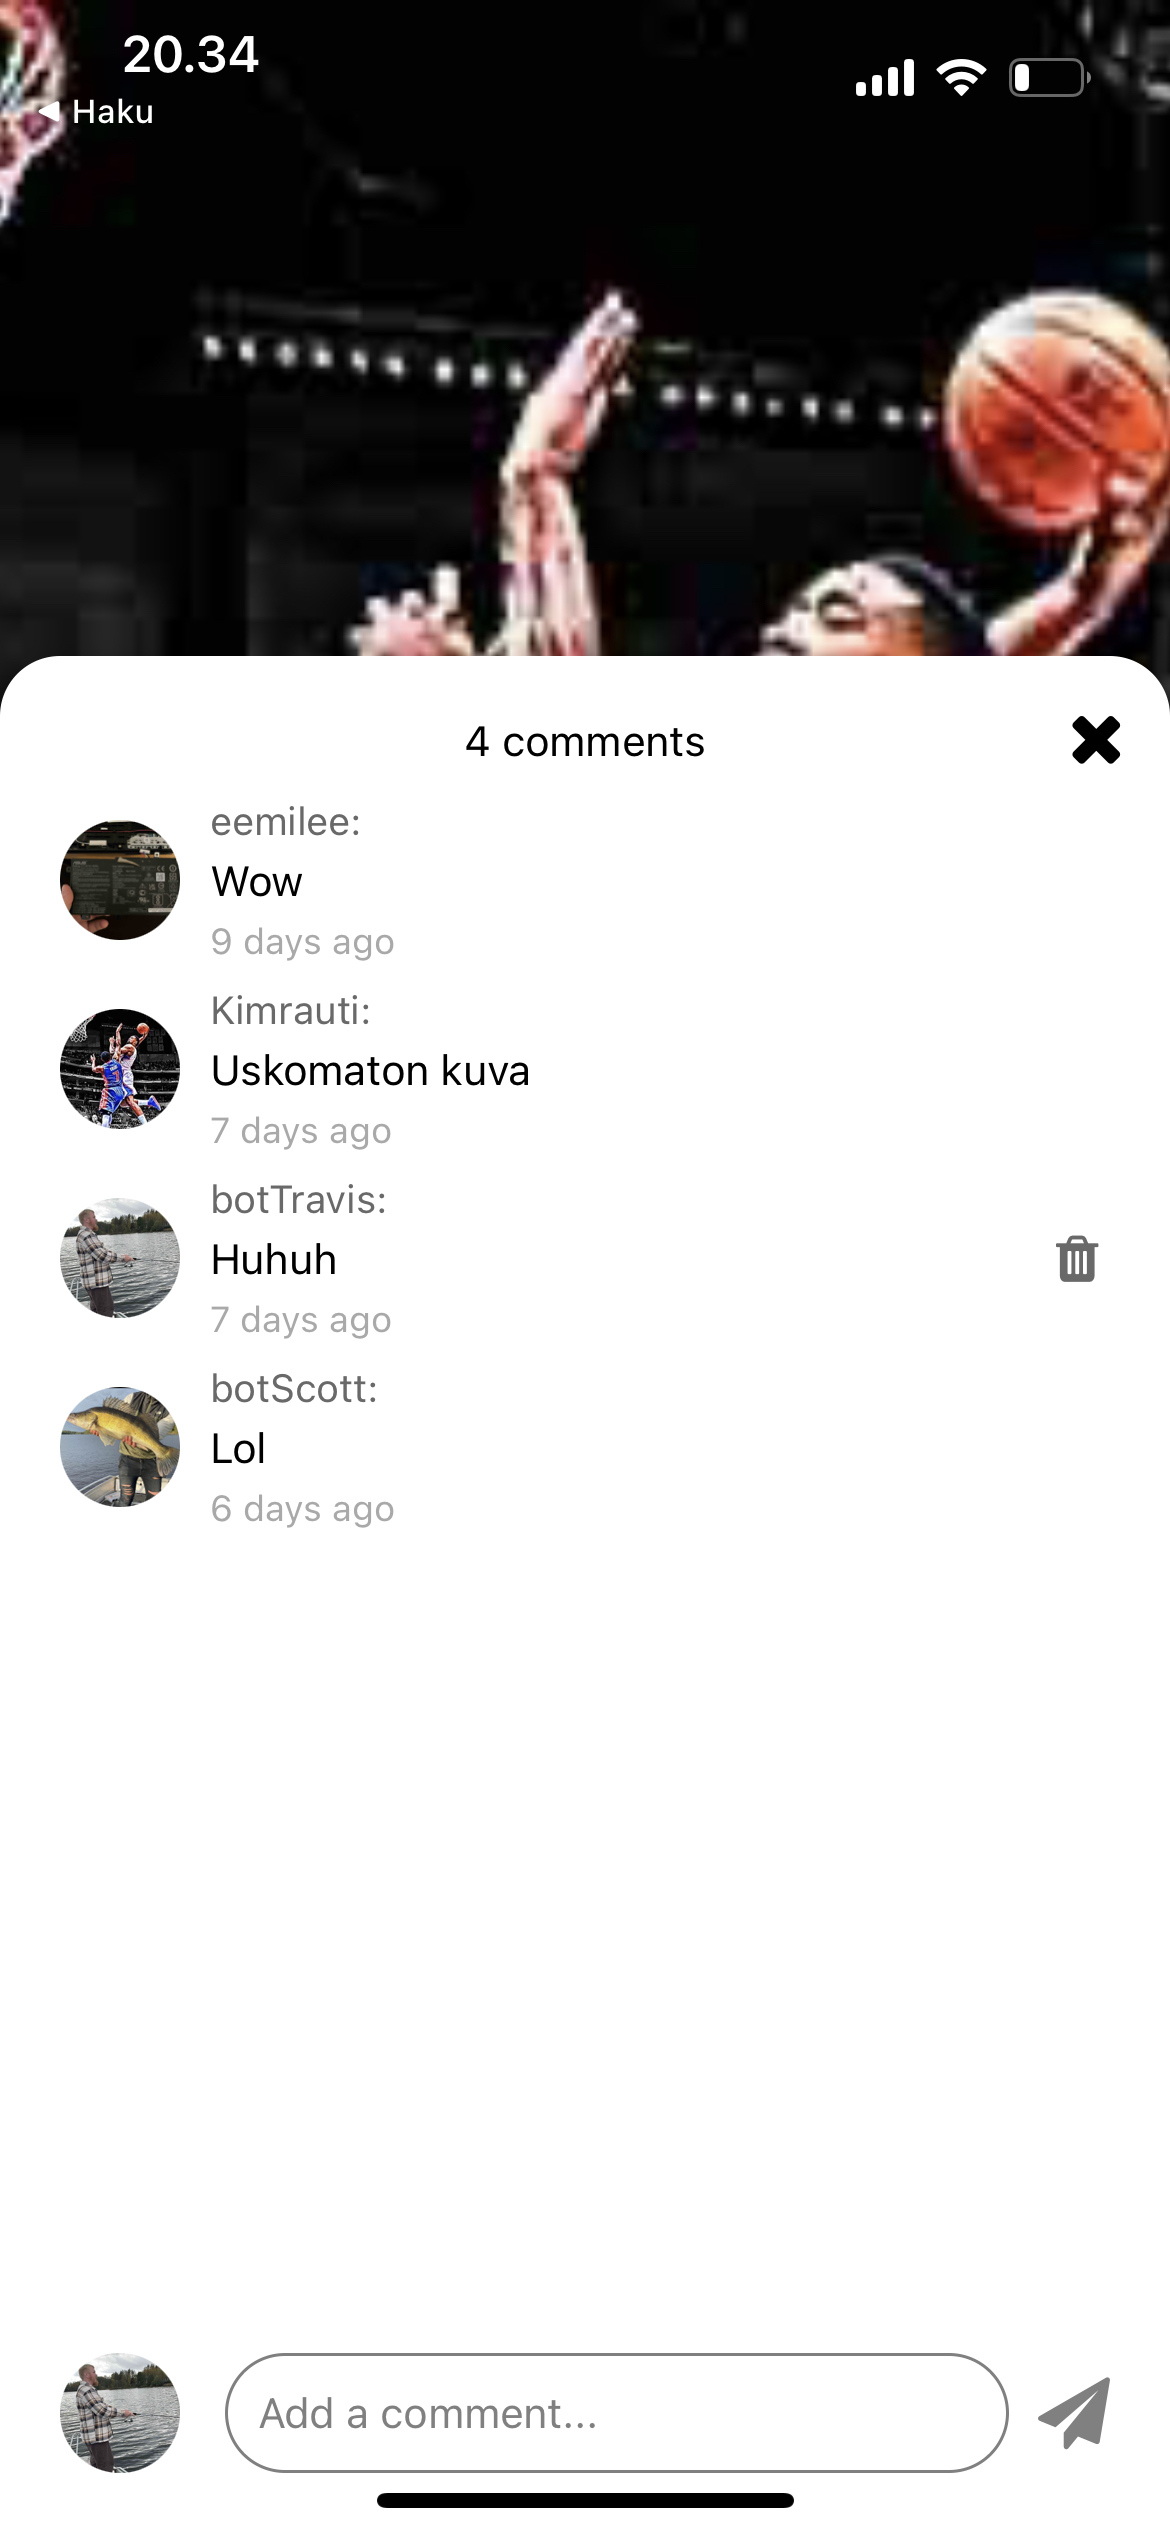 20.34
◀ Haku
4 comments
eemilee:
Wow
9 days ago
Kimrauti:
Uskomaton kuva
7 days ago
botTravis:
Huhuh
7 days ago
botScott:
Lol
6 days ago
Add a comment...